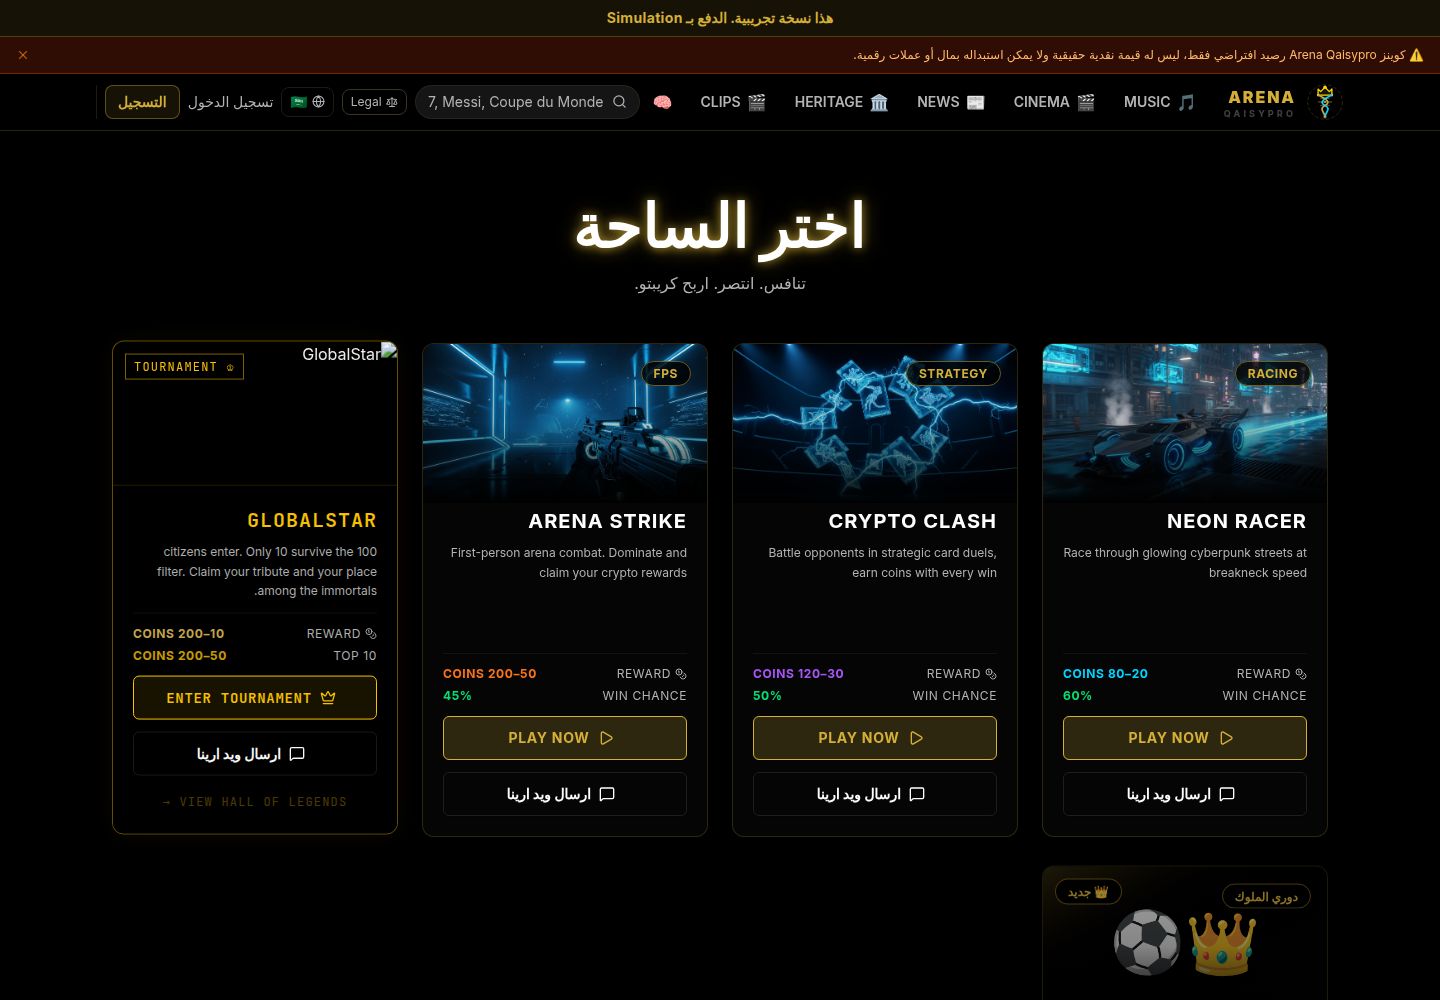 هذا نسخة تجريبية. الدفع بـ Simulation
⚠️ كوينز Arena Qaisypro رصيد افتراضي فقط، ليس له قيمة نقدية حقيقية ولا يمكن استبداله بمال أو عملات رقمية.
ARENA
QAISYPRO
MUSIC
CINEMA
NEWS
HERITAGE
CLIPS
7, Messi, Coupe du Monde
Legal
تسجيل الدخول
التسجيل
اختر الساحة
تنافس. انتصر. اربح كريبتو.
RACING
NEON RACER
Race through glowing cyberpunk streets at
breakneck speed
REWARD
COINS 80–20
WIN CHANCE
60%
PLAY NOW
ارسال ويد ارينا
STRATEGY
CRYPTO CLASH
Battle opponents in strategic card duels,
earn coins with every win
REWARD
COINS 120–30
WIN CHANCE
50%
PLAY NOW
ارسال ويد ارينا
FPS
ARENA STRIKE
First-person arena combat. Dominate and
claim your crypto rewards
REWARD
COINS 200–50
WIN CHANCE
45%
PLAY NOW
ارسال ويد ارينا
GlobalStar
TOURNAMENT ♔
GLOBALSTAR
citizens enter. Only 10 survive the 100
filter. Claim your tribute and your place
.among the immortals
REWARD
COINS 200–10
TOP 10
COINS 200–50
ENTER TOURNAMENT
ارسال ويد ارينا
→ VIEW HALL OF LEGENDS
دوري الملوك
👑 جديد